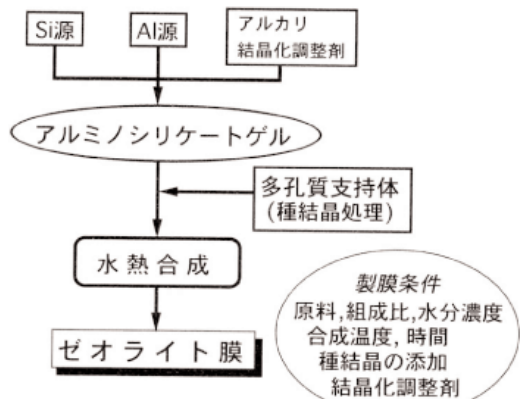 Si源
Al源
アルカリ
結晶化調整剤
アルミノシリケートゲル
多孔質支持体
(種結晶処理)
水熱合成
ゼオライト膜
製膜条件
原料,組成比,水分濃度
合成温度,時間
種結晶の添加
結晶化調整剤